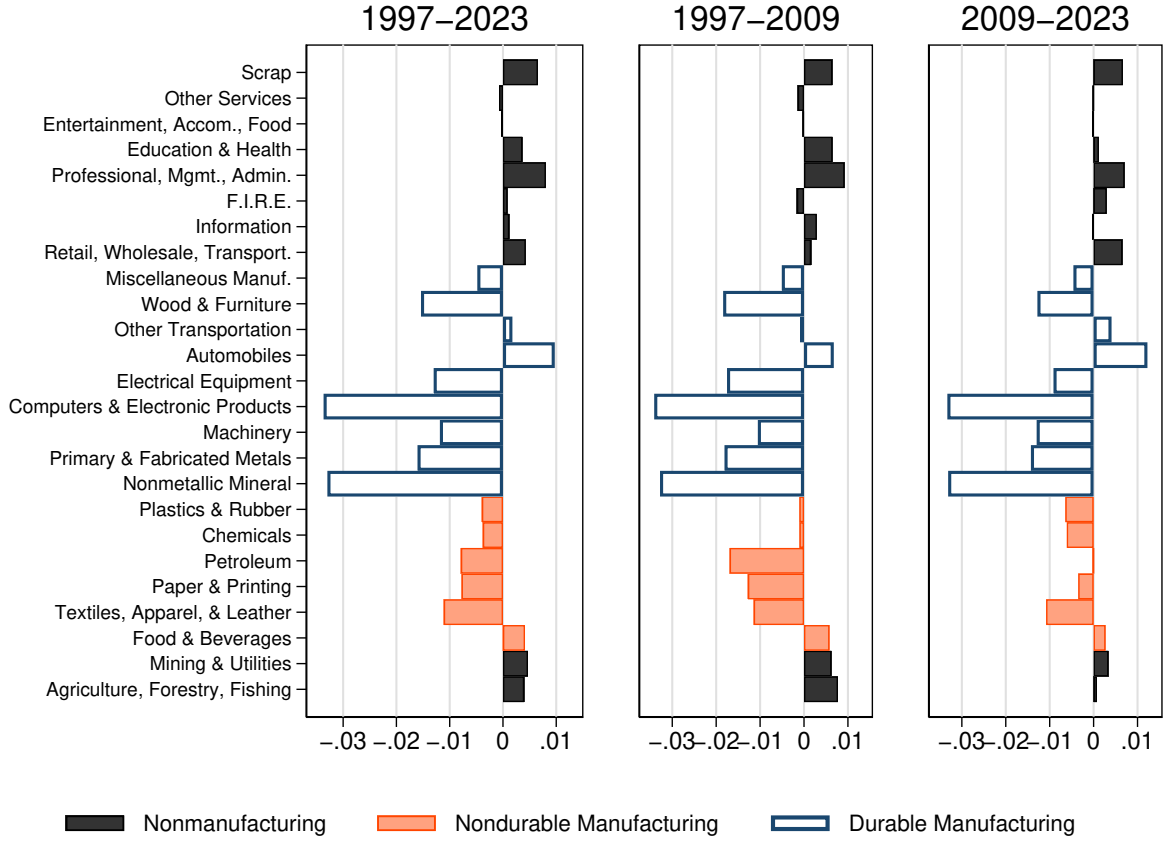 1997–2023 1997–2009 2009–2023
Scrap
Other Services
Entertainment, Accom., Food
Education & Health
Professional, Mgmt., Admin.
F.I.R.E.
Information
Retail, Wholesale, Transport.
Miscellaneous Manuf.
Wood & Furniture
Other Transportation
Automobiles
Electrical Equipment
Computers & Electronic Products
Machinery
Primary & Fabricated Metals
Nonmetallic Mineral
Plastics & Rubber
Chemicals
Petroleum
Paper & Printing
Textiles, Apparel, & Leather
Food & Beverages
Mining & Utilities
Agriculture, Forestry, Fishing
−.03 −.02 −.01 0 .01 −.03 −.02 −.01 0 .01 −.03 −.02 −.01 0 .01
Nonmanufacturing Nondurable Manufacturing Durable Manufacturing